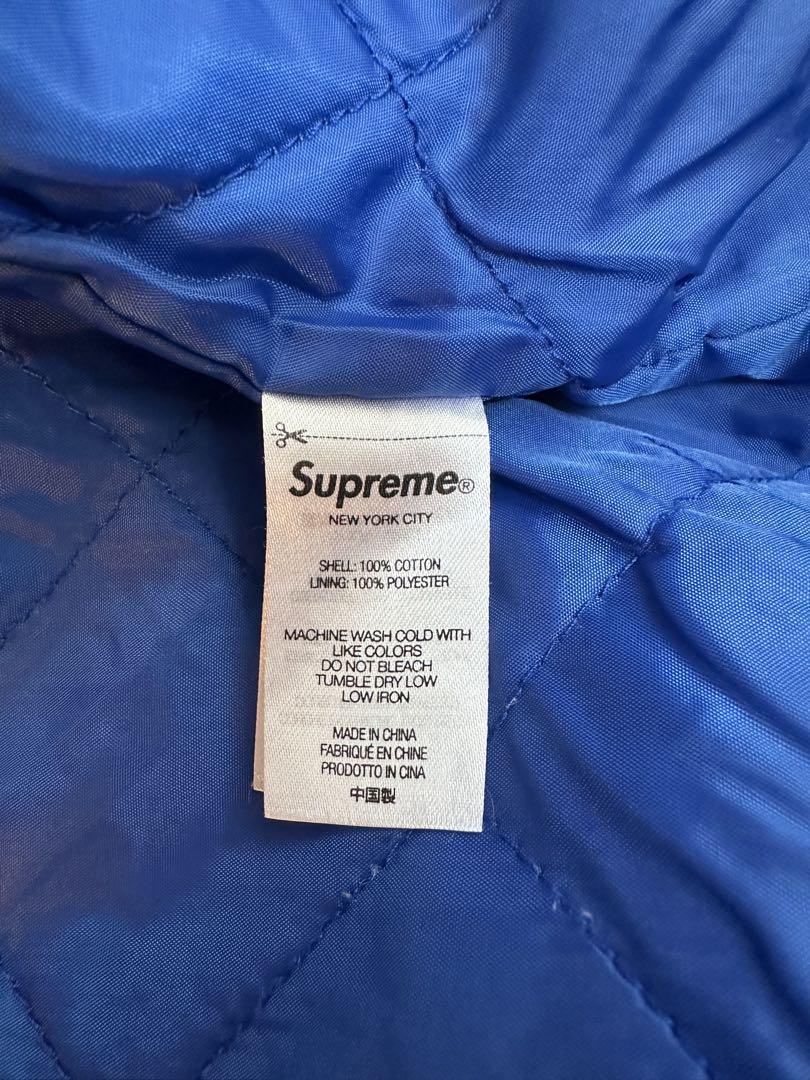 Supreme®
NEW YORK CITY
SHELL: 100% COTTON
LINING: 100% POLYESTER
MACHINE WASH COLD WITH
LIKE COLORS
DO NOT BLEACH
TUMBLE DRY LOW
LOW IRON
MADE IN CHINA
FABRIQUÉ EN CHINE
PRODOTTO IN CINA
中国製